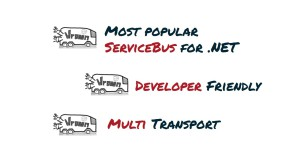 Most popular
ServiceBus for .NET
Developer Friendly
Multi Transport